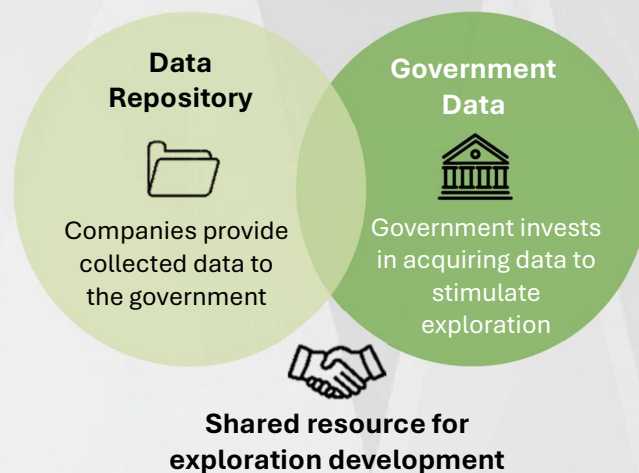 Data
Repository
Companies provide
collected data to
the government
Government
Data
Government invests
in acquiring data to
stimulate
exploration
Shared resource for
exploration development